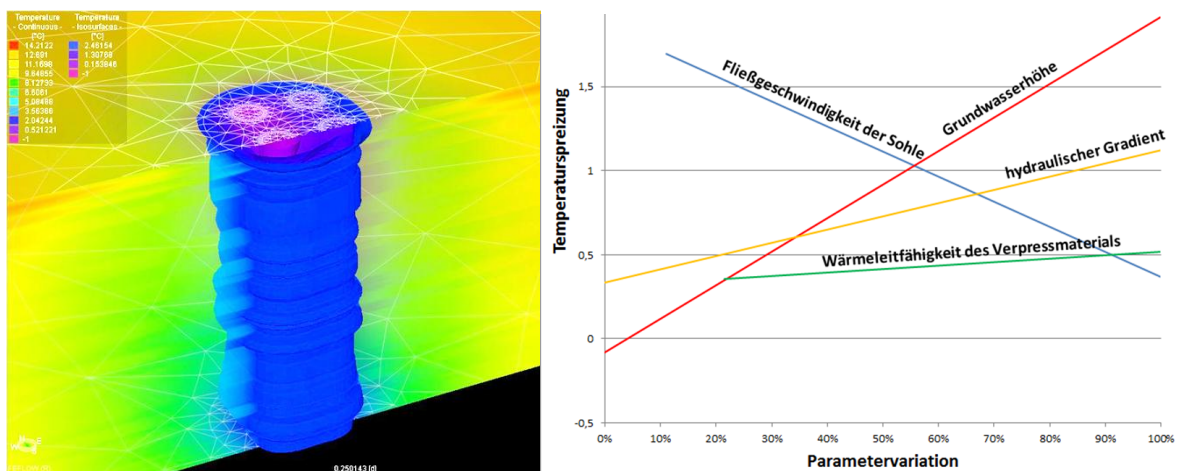 Temperature
- Continuous -
[°C]
14.2122
12.691
11.1698
9.64855
8.12733
6.6061
5.08488
3.56366
2.04244
0.521221
-1
Temperature
- Isosurfaces -
[°C]
2.46154
1.30769
0.153846
-1
0.250143 [d]
Temperaturspreizung
1,5
1
0,5
0
-0,5
0%
10%
20%
30%
40%
50%
60%
70%
80%
90%
100%
Parametervariation
Fließgeschwindigkeit der Sohle
Grundwasserhöhe
hydraulischer Gradient
Wärmeleitfähigkeit des Verpressmaterials